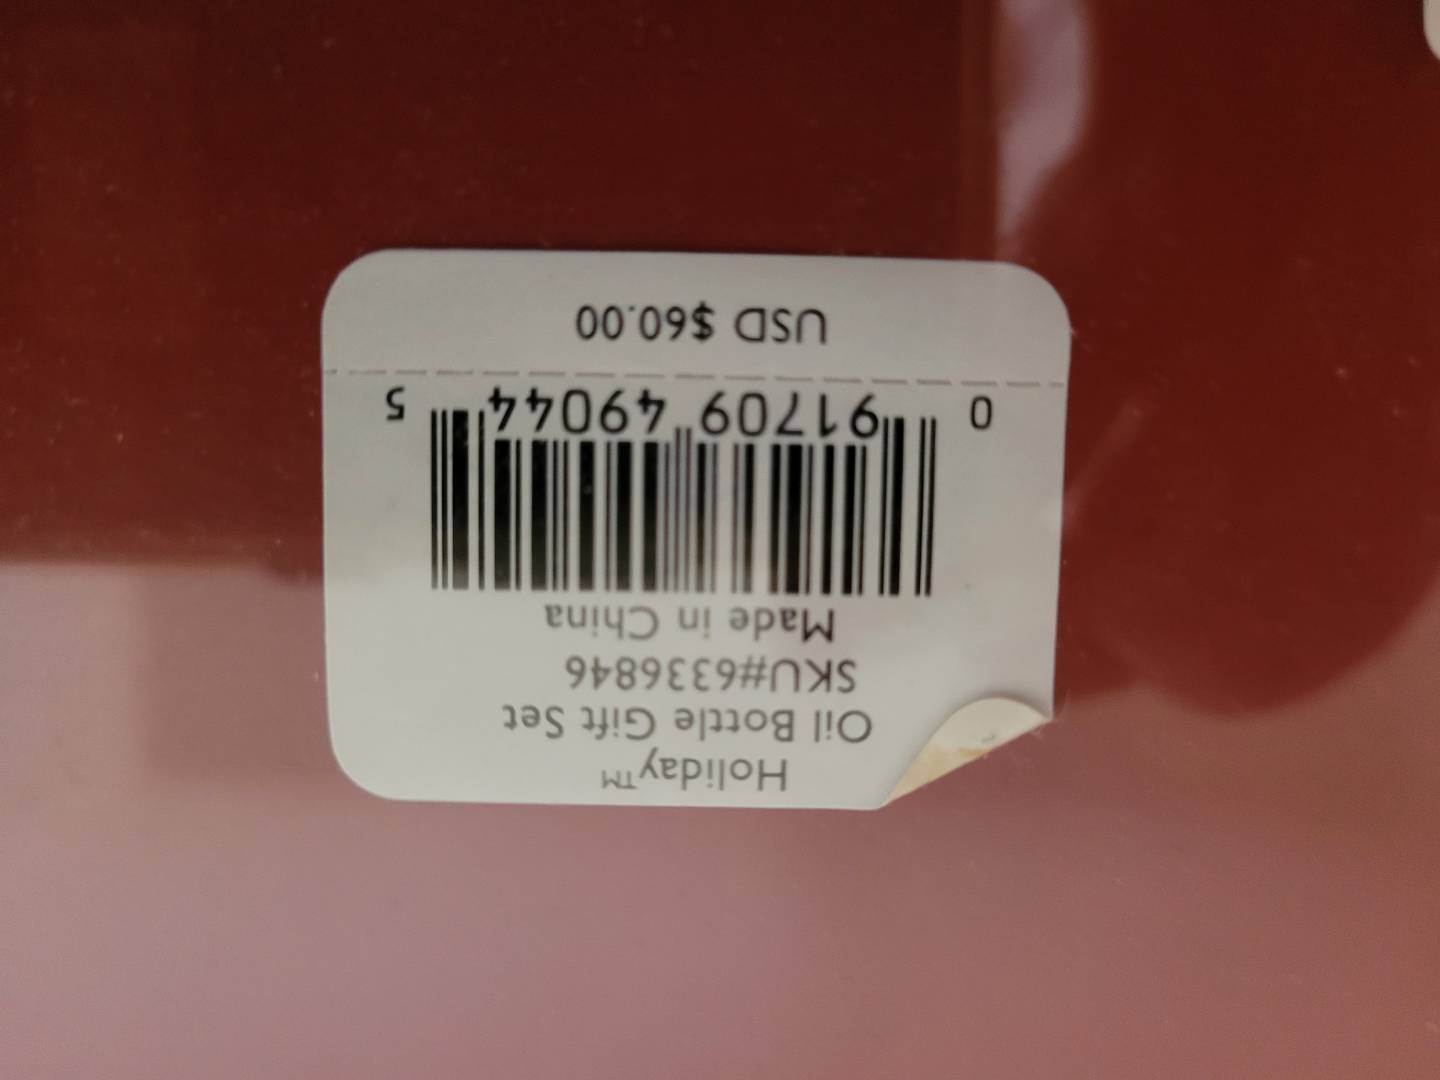 Holiday™
Oil Bottle Gift Set
SKU#6336846
Made in China
0 91709 49044 5
USD $60.00